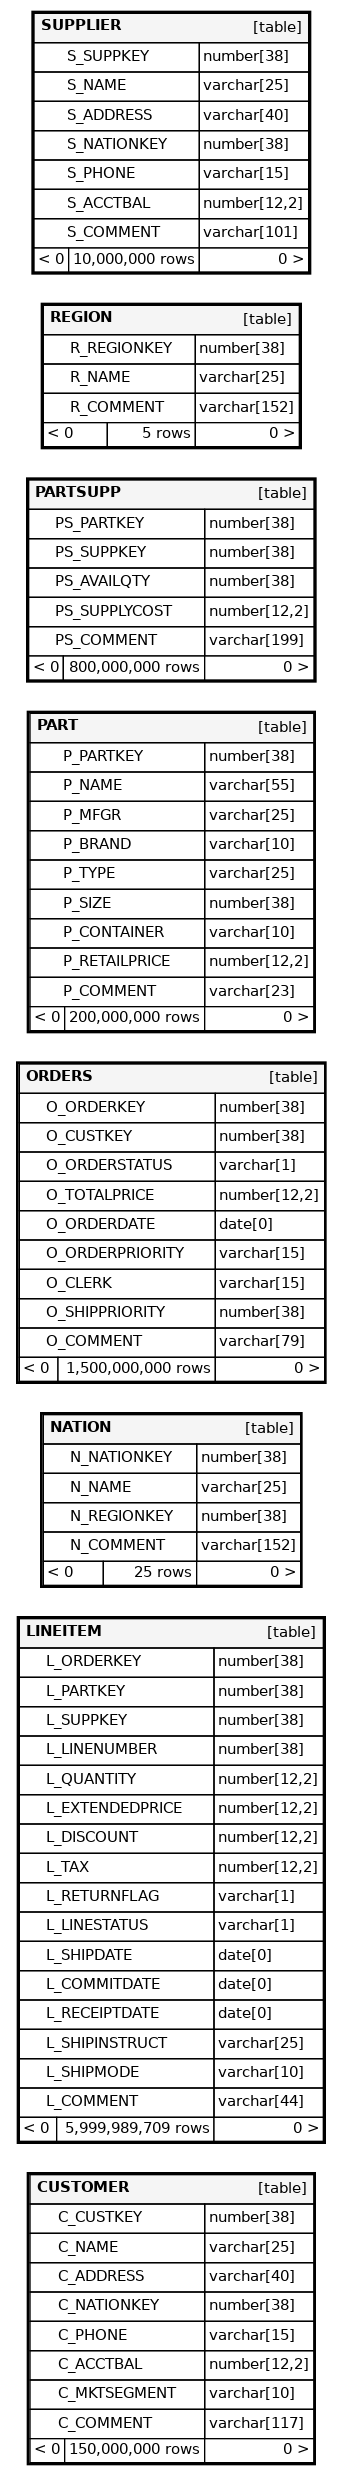 SUPPLIER [table]
S_SUPPKEY number[38]
S_NAME varchar[25]
S_ADDRESS varchar[40]
S_NATIONKEY number[38]
S_PHONE varchar[15]
S_ACCTBAL number[12,2]
S_COMMENT varchar[101]
< 0 10,000,000 rows 0 >
REGION [table]
R_REGIONKEY number[38]
R_NAME varchar[25]
R_COMMENT varchar[152]
< 0 5 rows 0 >
PARTSUPP [table]
PS_PARTKEY number[38]
PS_SUPPKEY number[38]
PS_AVAILQTY number[38]
PS_SUPPLYCOST number[12,2]
PS_COMMENT varchar[199]
< 0 800,000,000 rows 0 >
PART [table]
P_PARTKEY number[38]
P_NAME varchar[55]
P_MFGR varchar[25]
P_BRAND varchar[10]
P_TYPE varchar[25]
P_SIZE number[38]
P_CONTAINER varchar[10]
P_RETAILPRICE number[12,2]
P_COMMENT varchar[23]
< 0 200,000,000 rows 0 >
ORDERS [table]
O_ORDERKEY number[38]
O_CUSTKEY number[38]
O_ORDERSTATUS varchar[1]
O_TOTALPRICE number[12,2]
O_ORDERDATE date[0]
O_ORDERPRIORITY varchar[15]
O_CLERK varchar[15]
O_SHIPPRIORITY number[38]
O_COMMENT varchar[79]
< 0 1,500,000,000 rows 0 >
NATION [table]
N_NATIONKEY number[38]
N_NAME varchar[25]
N_REGIONKEY number[38]
N_COMMENT varchar[152]
< 0 25 rows 0 >
LINEITEM [table]
L_ORDERKEY number[38]
L_PARTKEY number[38]
L_SUPPKEY number[38]
L_LINENUMBER number[38]
L_QUANTITY number[12,2]
L_EXTENDEDPRICE number[12,2]
L_DISCOUNT number[12,2]
L_TAX number[12,2]
L_RETURNFLAG varchar[1]
L_LINESTATUS varchar[1]
L_SHIPDATE date[0]
L_COMMITDATE date[0]
L_RECEIPTDATE date[0]
L_SHIPINSTRUCT varchar[25]
L_SHIPMODE varchar[10]
L_COMMENT varchar[44]
< 0 5,999,989,709 rows 0 >
CUSTOMER [table]
C_CUSTKEY number[38]
C_NAME varchar[25]
C_ADDRESS varchar[40]
C_NATIONKEY number[38]
C_PHONE varchar[15]
C_ACCTBAL number[12,2]
C_MKTSEGMENT varchar[10]
C_COMMENT varchar[117]
< 0 150,000,000 rows 0 >